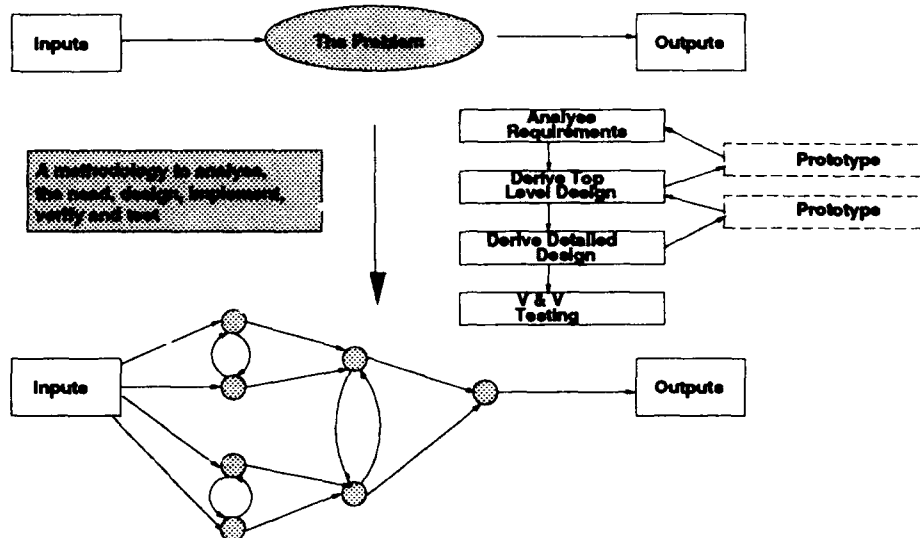 Inputs
The Problem
Outputs
Analyse
Requirements
Prototype
A methodology to analyse,
the need, design, implement,
verify and test
Derive Top
Level Design
Prototype
Derive Detailed
Design
V & V
Testing
Inputs
Outputs